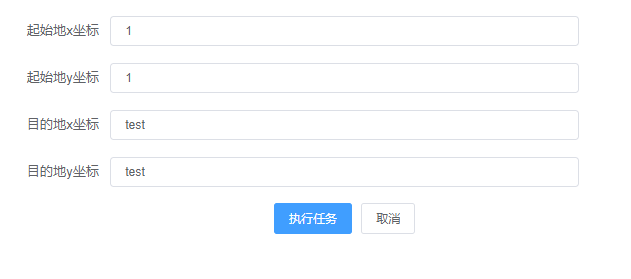 起始地x坐标 1
起始地y坐标 1
目的地x坐标 test
目的地y坐标 test
执行任务 取消